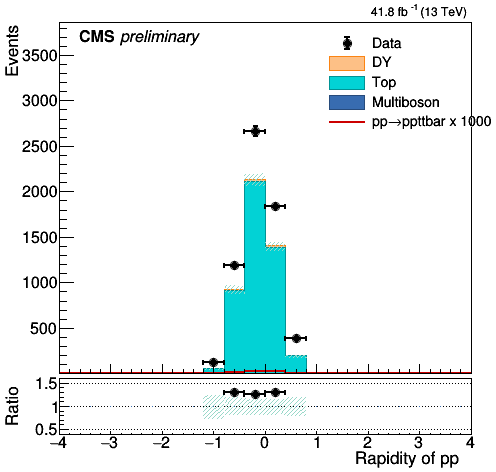 41.8 fb⁻¹ (13 TeV)
CMS preliminary
Events
3500
3000
2500
2000
1500
1000
500
Data
DY
Top
Multiboson
pp→ppttbar x 1000
Ratio
1.5
1
0.5
−4 −3 −2 −1 0 1 2 3 4
Rapidity of pp